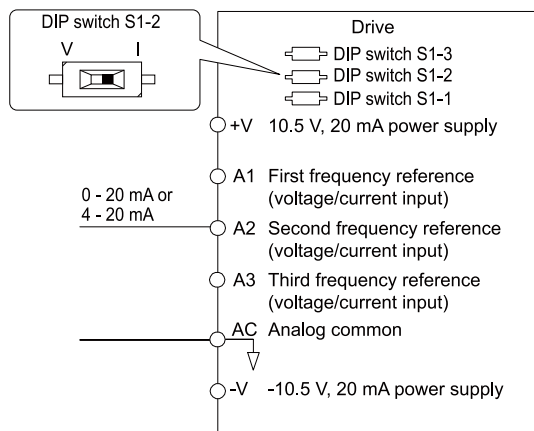 DIP switch S1-2
V I
Drive
DIP switch S1-3
DIP switch S1-2
DIP switch S1-1
+V 10.5 V, 20 mA power supply
A1 First frequency reference
(voltage/current input)
0 - 20 mA or
4 - 20 mA
A2 Second frequency reference
(voltage/current input)
A3 Third frequency reference
(voltage/current input)
AC Analog common
-V -10.5 V, 20 mA power supply